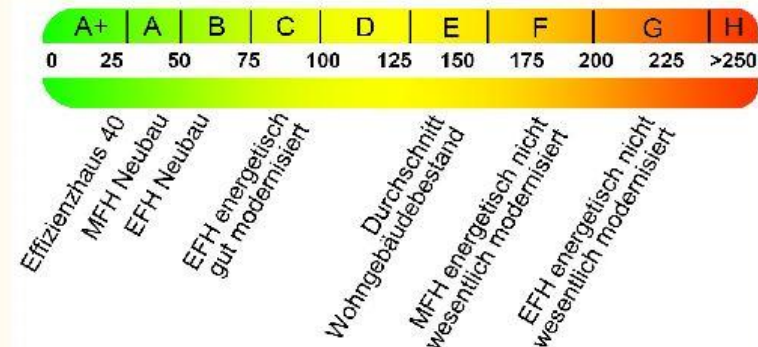 A+ A B C D E F G H
0 25 50 75 100 125 150 175 200 225 >250
Effizienzhaus 40
MFH Neubau
EFH Neubau
EFH energetisch
gut modernisiert
Durchschnitt
Wohngebäudebestand
MFH energetisch nicht
wesentlich modernisiert
EFH energetisch nicht
wesentlich modernisiert